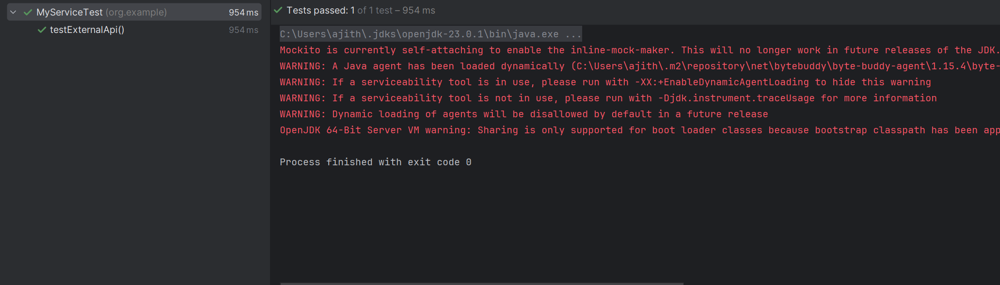 MyServiceTest (org.example) 954 ms
testExternalApi() 954 ms
Tests passed: 1 of 1 test – 954 ms
C:\Users\ajith\.jdks\openjdk-23.0.1\bin\java.exe ...
Mockito is currently self-attaching to enable the inline-mock-maker. This will no longer work in future releases of the JDK.
WARNING: A Java agent has been loaded dynamically (C:\Users\ajith\.m2\repository\net\bytebuddy\byte-buddy-agent\1.15.4\byte-
WARNING: If a serviceability tool is in use, please run with -XX:+EnableDynamicAgentLoading to hide this warning
WARNING: If a serviceability tool is not in use, please run with -Djdk.instrument.traceUsage for more information
WARNING: Dynamic loading of agents will be disallowed by default in a future release
OpenJDK 64-Bit Server VM warning: Sharing is only supported for boot loader classes because bootstrap classpath has been app
Process finished with exit code 0